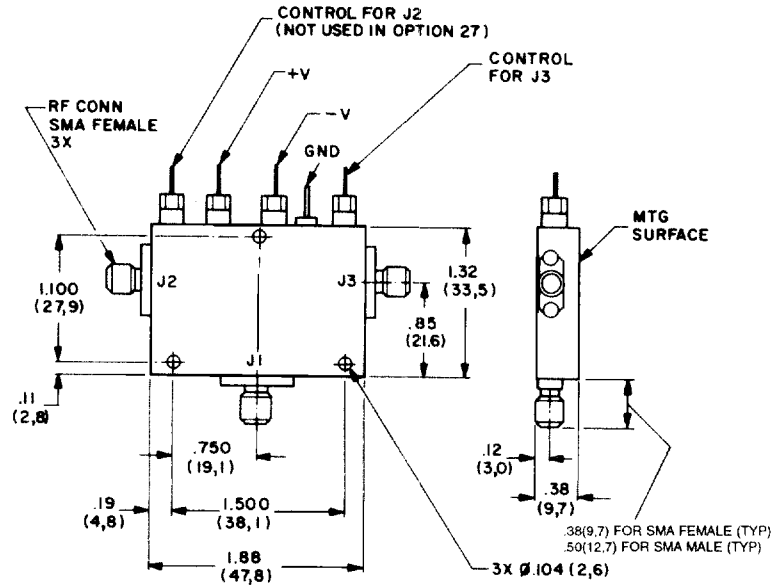 CONTROL FOR J2
(NOT USED IN OPTION 27)
+V
CONTROL
FOR J3
RF CONN
SMA FEMALE
3X
−V
GND
MTG
SURFACE
J2
J3
1.32
(33,5)
1.100
(27,9)
.85
(21.6)
J1
.11
(2,8)
.750
(19,1)
.12
(3,0)
.19
(4,8)
1.500
(38,1)
.38
(9,7)
.38(9,7) FOR SMA FEMALE (TYP)
.50(12,7) FOR SMA MALE (TYP)
1.88
(47,8)
3X Ø.104 (2,6)